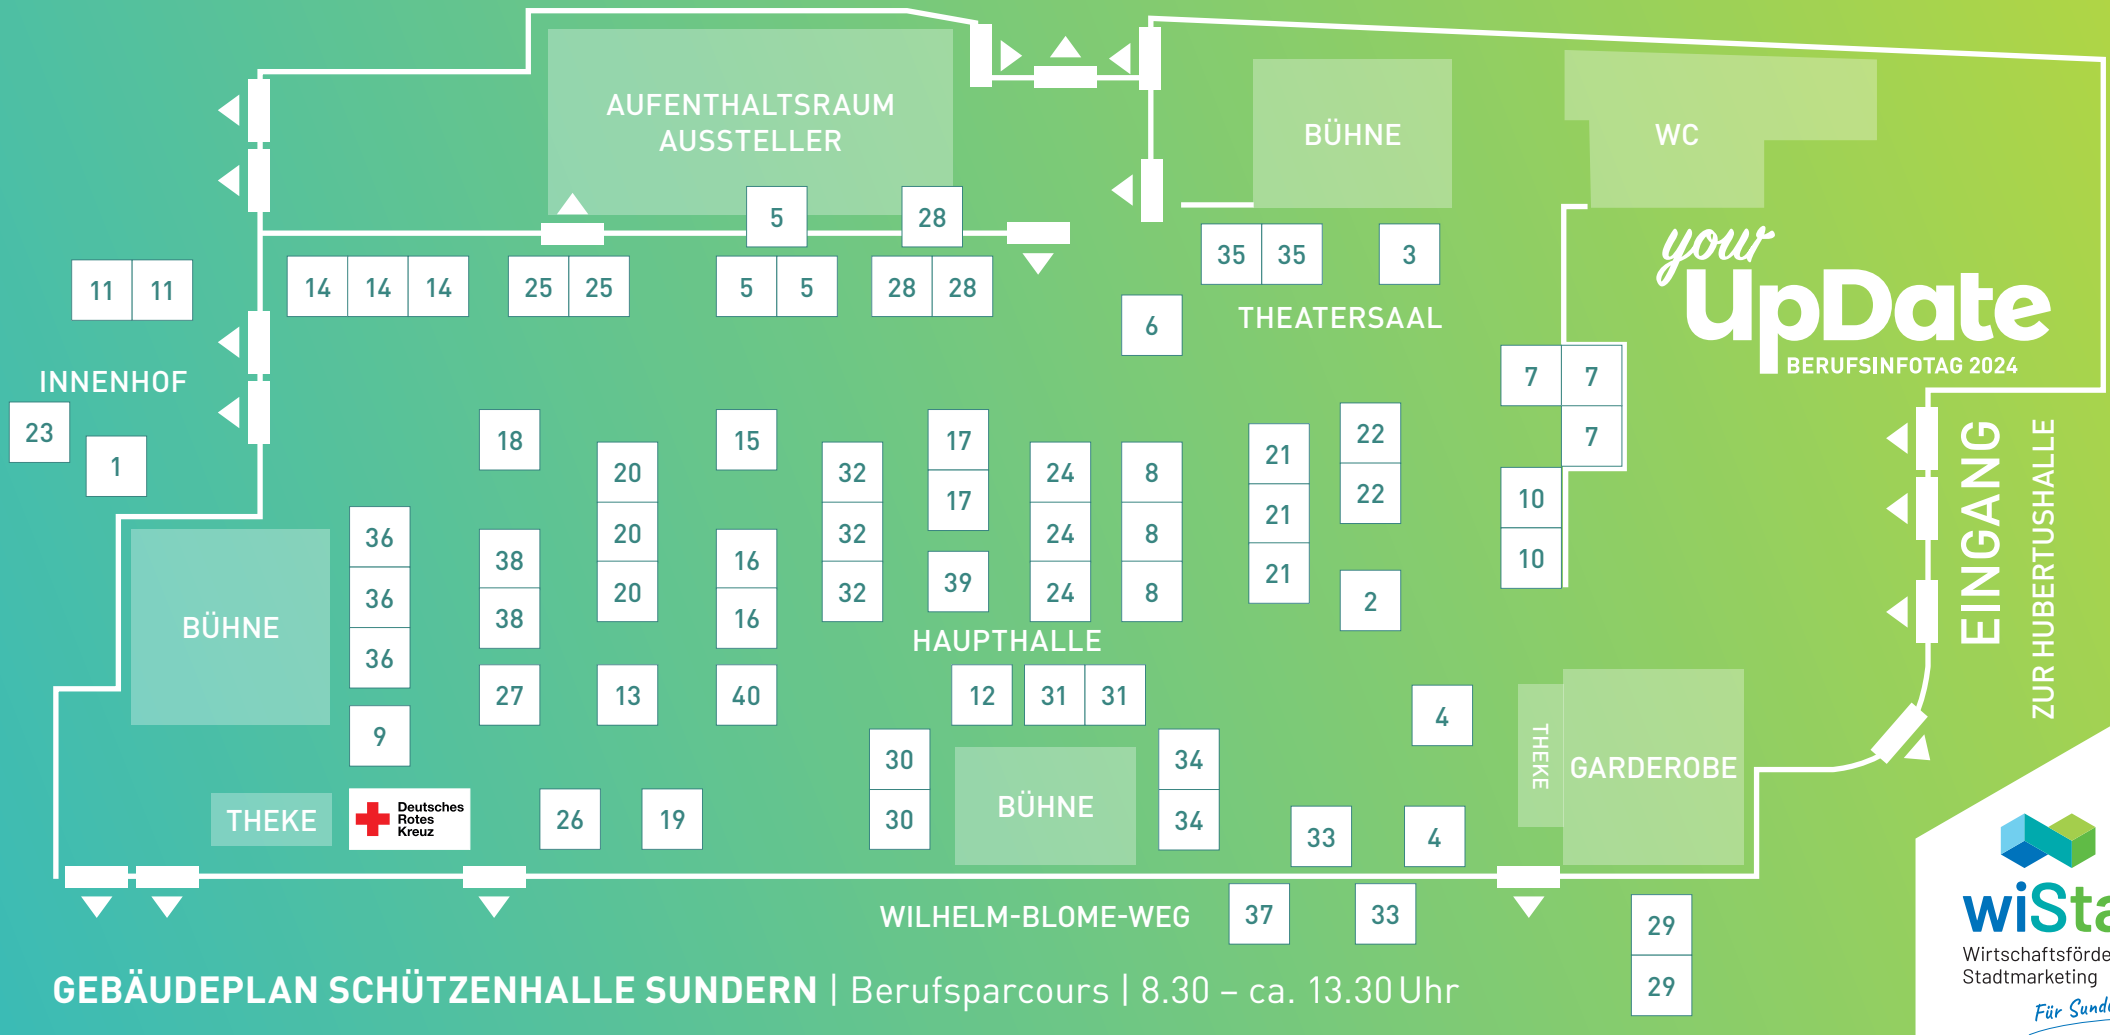 AUFENTHALTSRAUM
AUSSTELLER
BÜHNE
WC
5
28
35 35
3
11 11
14 14 14
25 25
5 5
28 28
6
THEATERSAAL
your
UpDate
BERUFSINFOTAG 2024
INNENHOF
23
1
7 7
7
18
15
17
17
22
22
20
20
20
32
32
32
24
24
24
8
8
8
21
21
21
10
10
EINGANG
ZUR HUBERTUSHALLE
36
36
36
38
38
16
16
39
2
BÜHNE
HAUPTHALLE
27
13
40
12
31 31
4
9
30
30
BÜHNE
34
34
THEKE
GARDEROBE
THEKE
Deutsches
Rotes
Kreuz
26
19
33
4
WILHELM-BLOME-WEG
37
33
29
29
GEBÄUDEPLAN SCHÜTZENHALLE SUNDERN | Berufsparcours | 8.30 – ca. 13.30 Uhr
wiSta
Wirtschaftsförde
Stadtmarketing
Für Sund